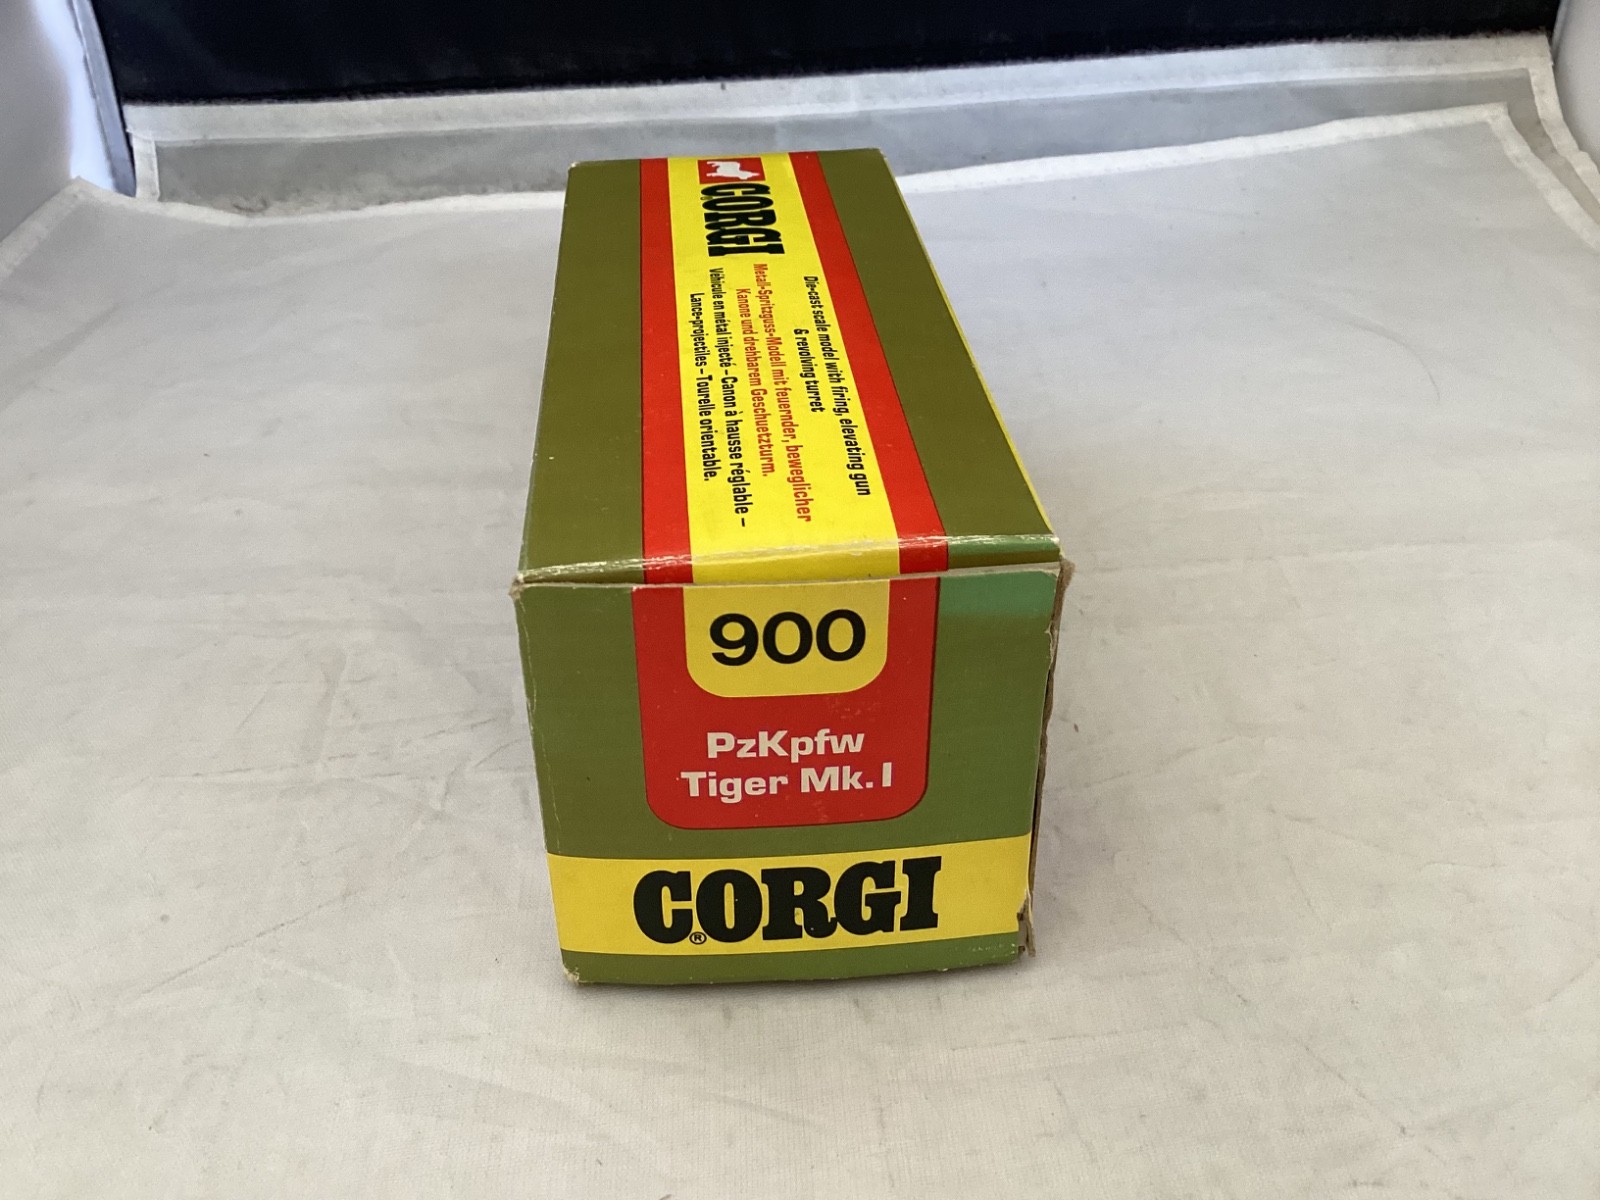 CORGI
Die-cast scale model with firing, elevating gun
& revolving turret
Metall-Spritzguss-Modell mit feuernder, beweglicher
Kanone und drehbarem Geschuetzturm.
Véhicule en métal injecté – Canon à hausse réglable –
Lance-projectiles – Tourelle orientable.
900
PzKpfw
Tiger Mk. I
CORGI®